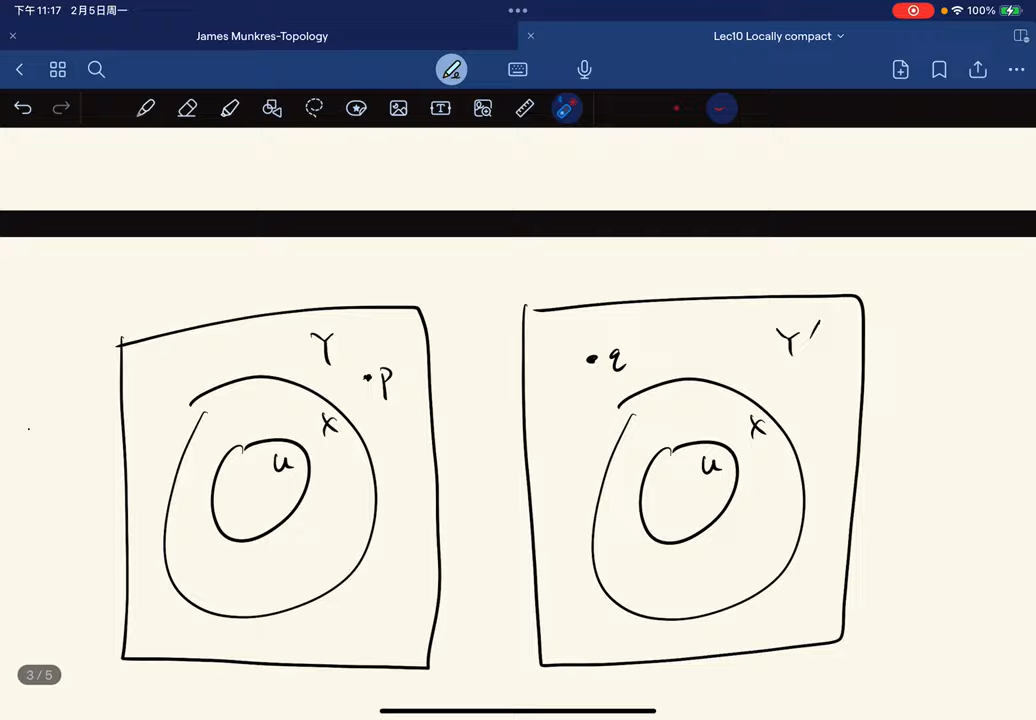 下午11:17 2月5日周一
100%
James Munkres-Topology
Lec10 Locally compact
Y
p
X
u
Y'
q
X
u
3 / 5